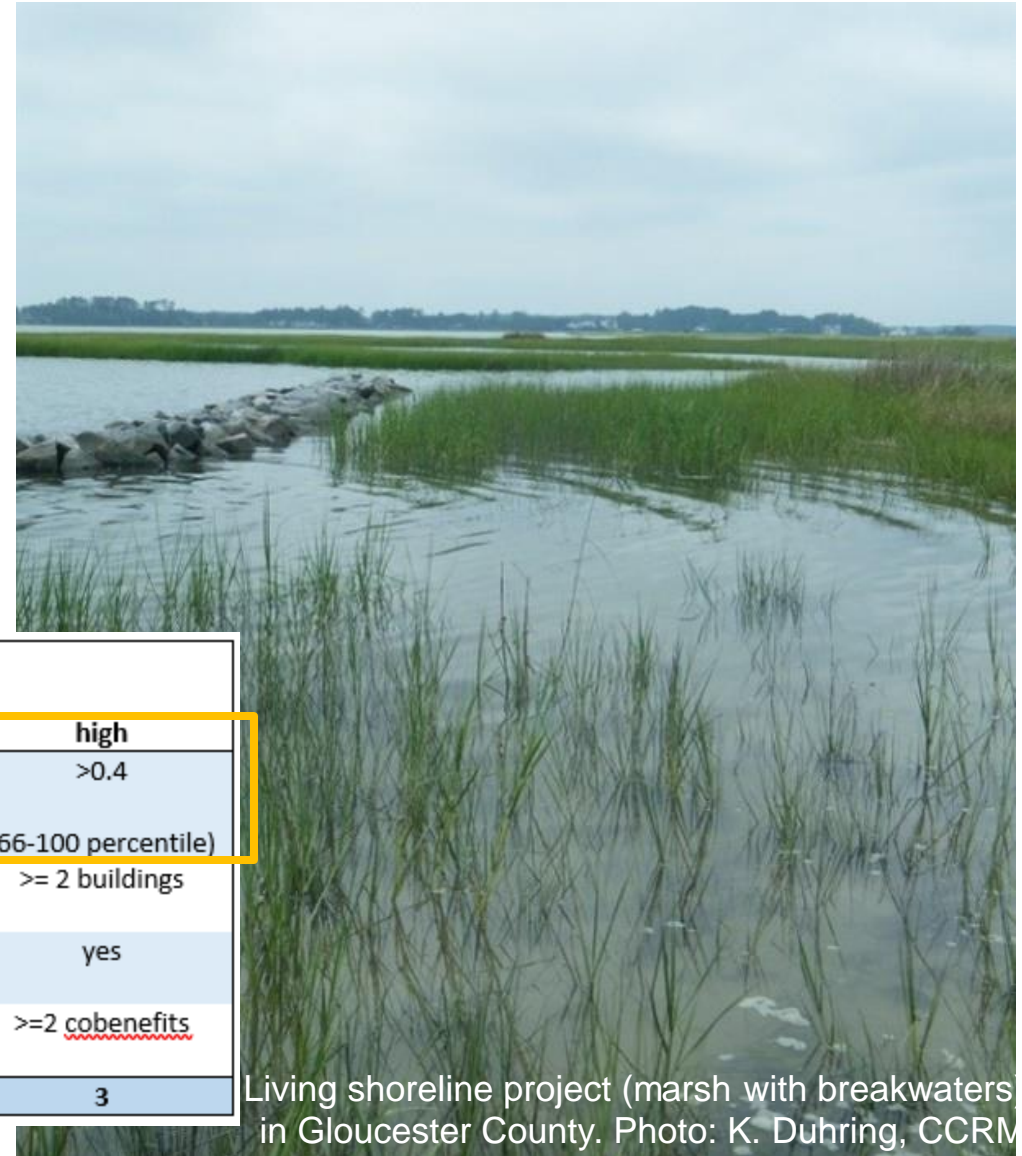 high
>0.4
66-100 percentile)
>= 2 buildings
yes
>=2 cobenefits
3
Living shoreline project (marsh with breakwaters)
in Gloucester County. Photo: K. Duhring, CCRM